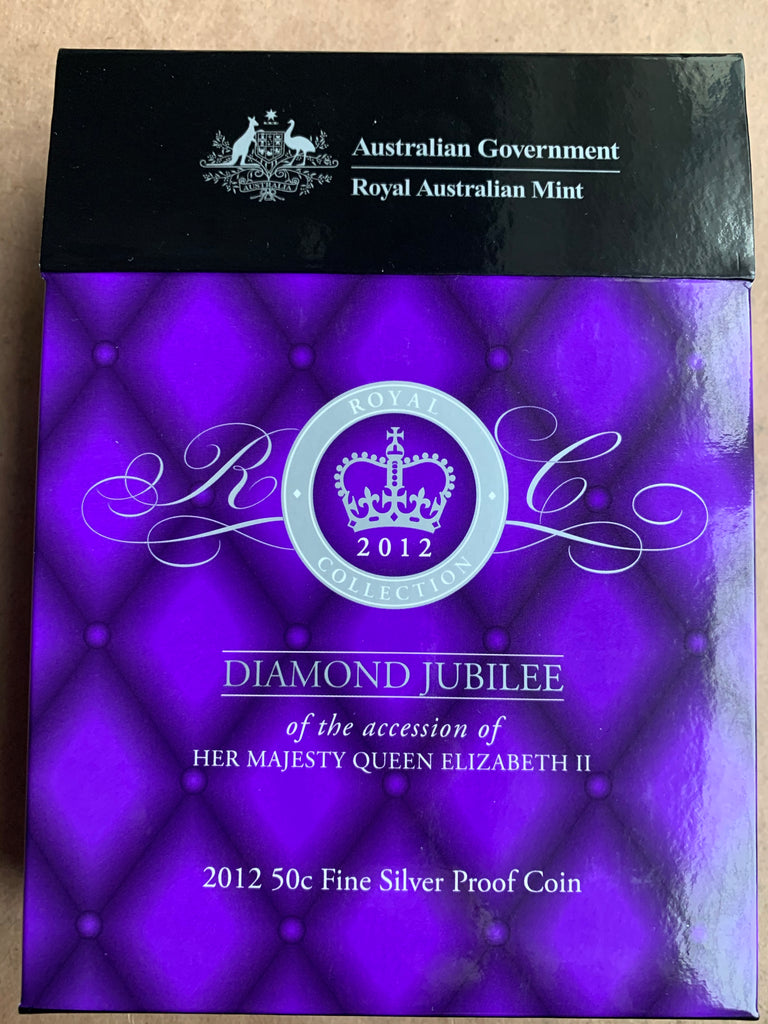 Australian Government
Royal Australian Mint
AUSTRALIA
R
C
ROYAL
2012
COLLECTION
DIAMOND JUBILEE
of the accession of
HER MAJESTY QUEEN ELIZABETH II
2012 50c Fine Silver Proof Coin